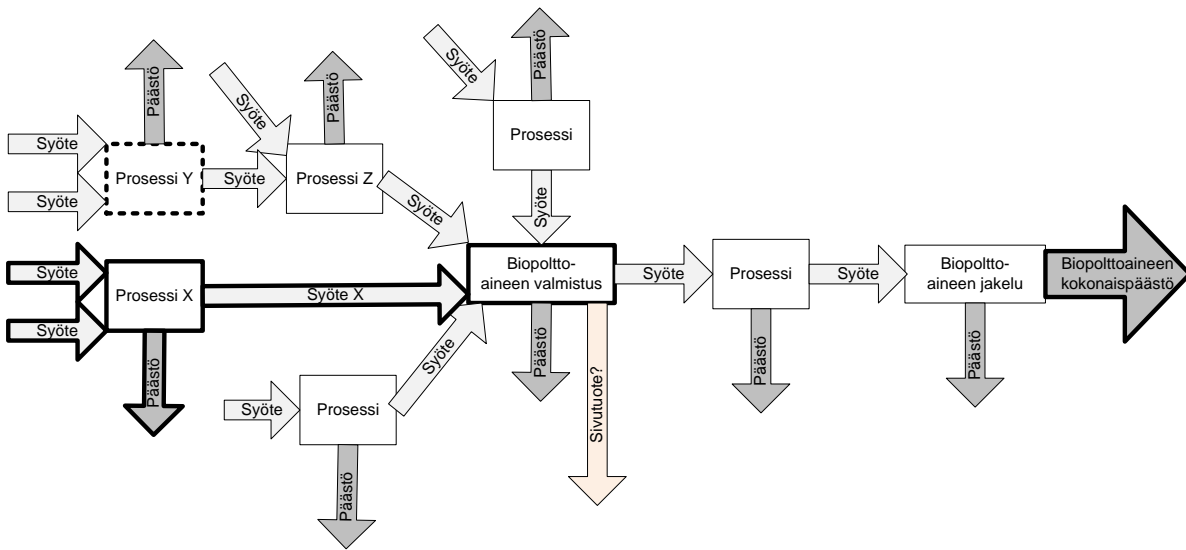 Päästö
Päästö
Päästö
Syöte
Syöte
Syöte
Prosessi
Prosessi Y
Syöte
Prosessi Z
Syöte
Syöte
Syöte
Syöte
Syöte
Prosessi X
Syöte X
Biopoltto-
aineen valmistus
Syöte
Prosessi
Syöte
Biopoltto-
aineen jakelu
Biopolttoaineen
kokonaispäästö
Syöte
Päästö
Syöte
Syöte
Prosessi
Päästö
Sivutuote?
Päästö
Päästö
Päästö